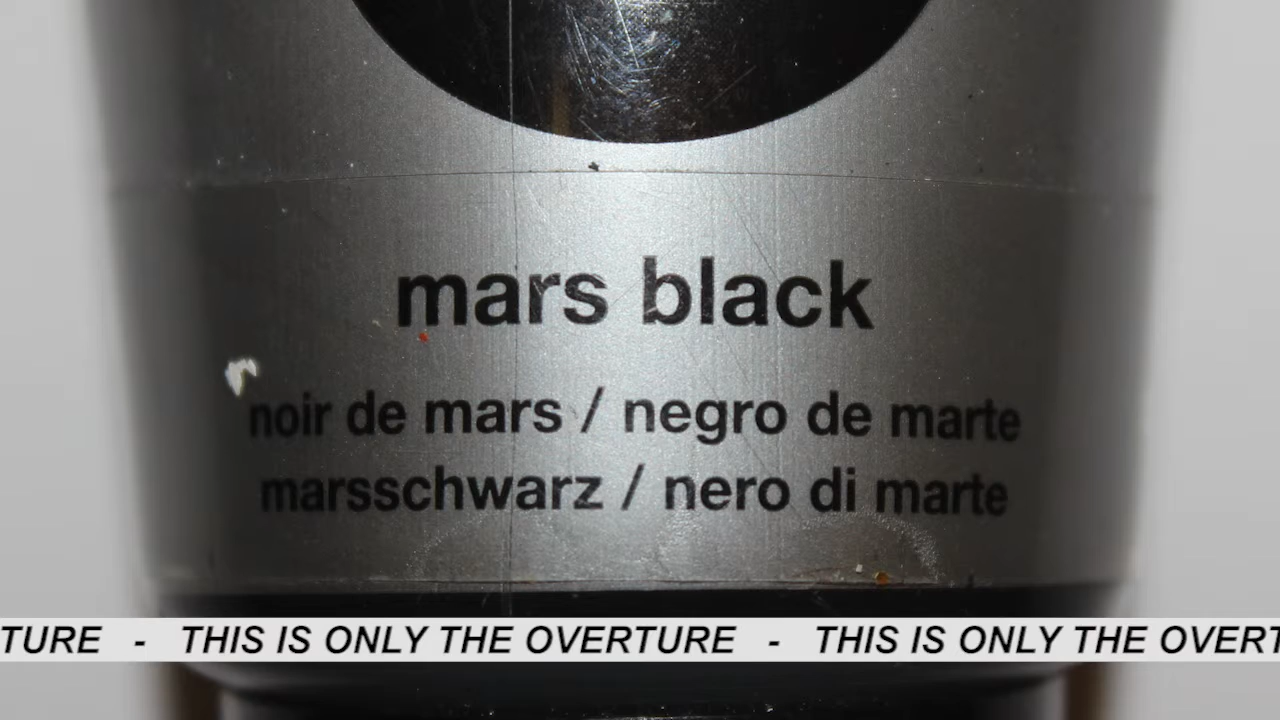 mars black
noir de mars / negro de marte
marsschwarz / nero di marte
TURE - THIS IS ONLY THE OVERTURE - THIS IS ONLY THE OVERT